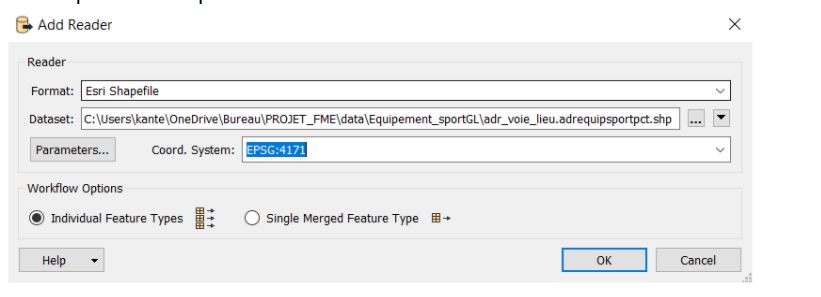 Add Reader
Reader
Format: Esri Shapefile
Dataset: C:\Users\kante\OneDrive\Bureau\PROJET_FME\data\Equipement_sportGL\adr_voie_lieu.adrequipsportpct.shp ...
Parameters... Coord. System: EPSG:4171
Workflow Options
Individual Feature Types Single Merged Feature Type
Help OK Cancel